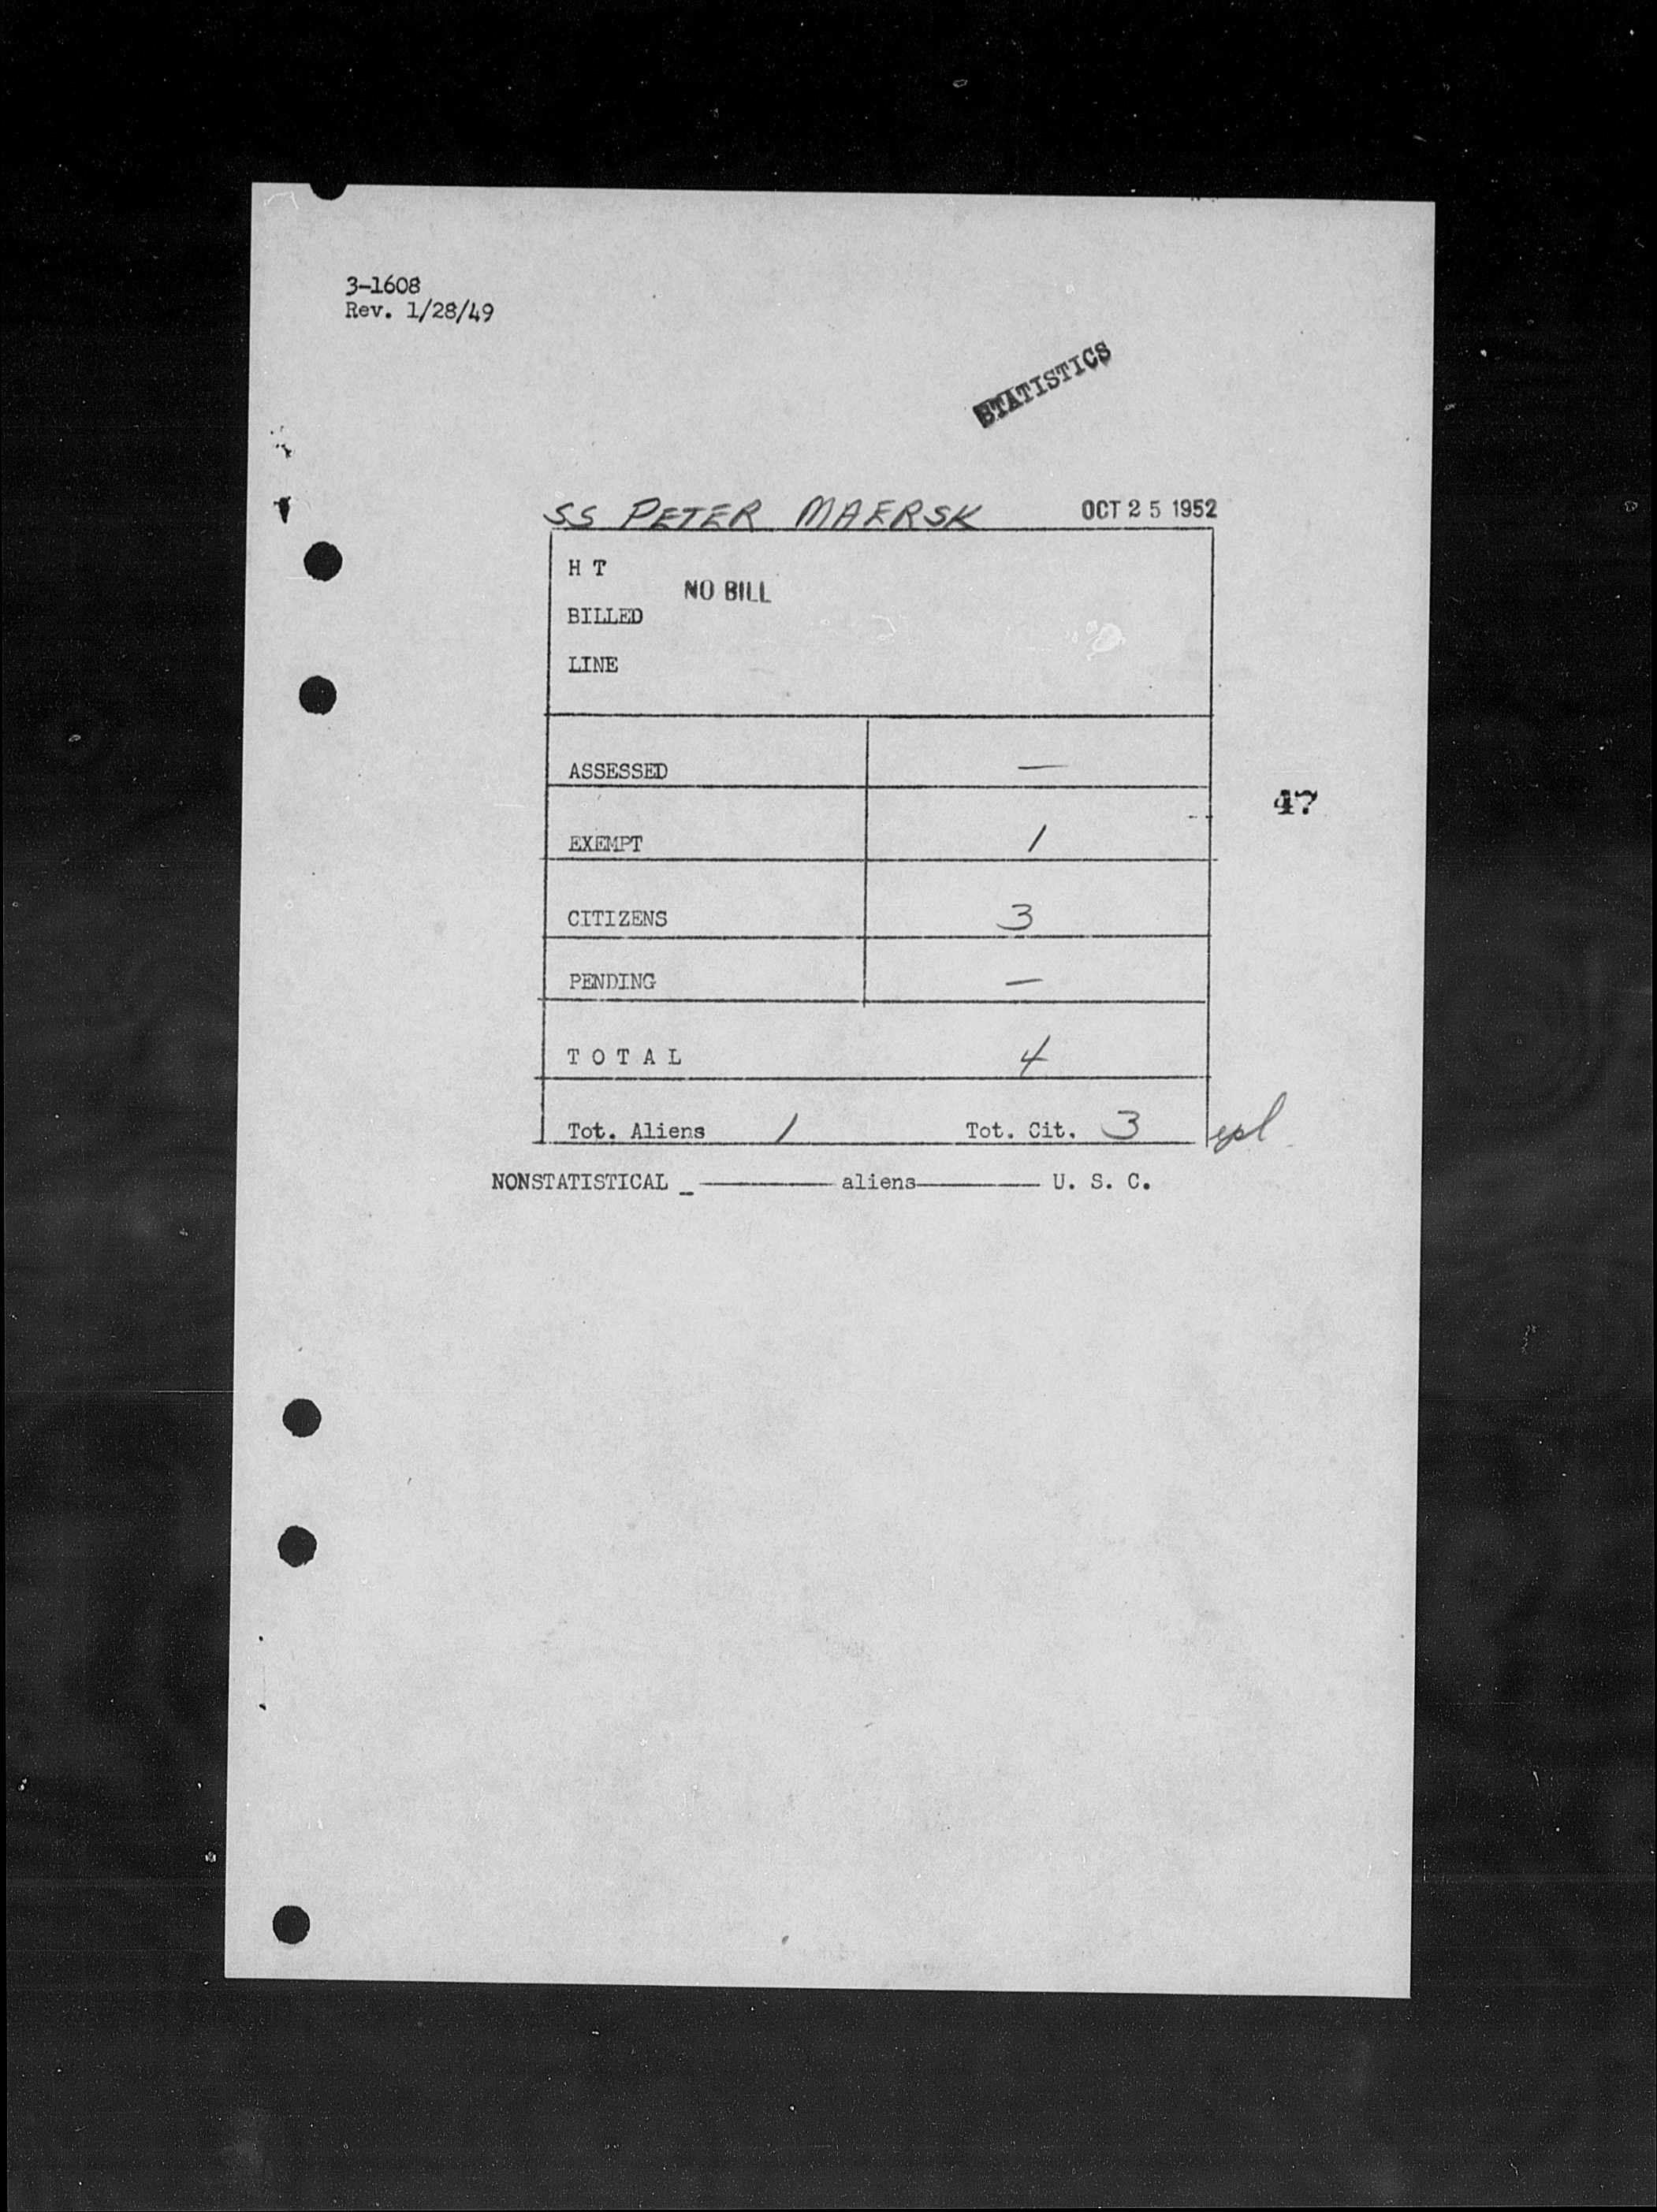 3-1608
Rev. 1/28/49
STATISTICS
SS PETER MAERSK OCT 25 1952
H T
NO BILL
BILLED
LINE
ASSESSED —
47
EXEMPT 1
CITIZENS 3
PENDING —
T O T A L 4
Tot. Aliens 1 Tot. Cit. 3
NONSTATISTICAL _ ———— aliens———— U. S. C.